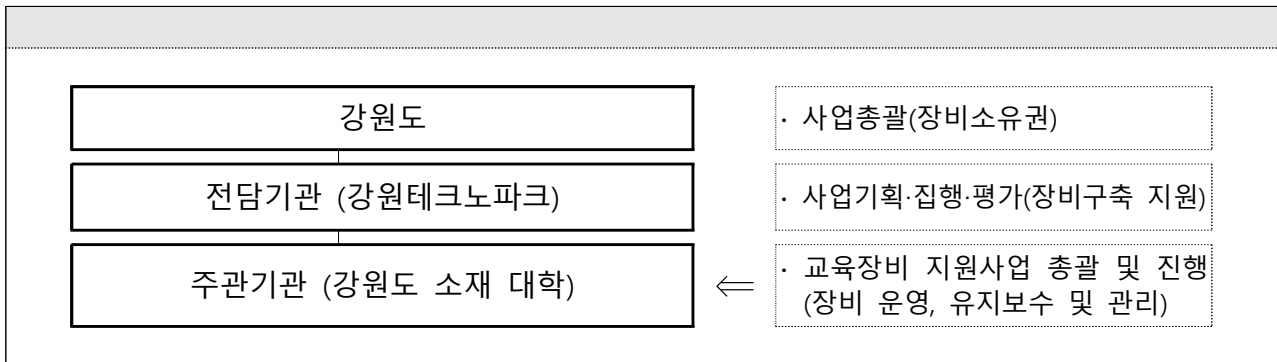 강원도
· 사업총괄(장비소유권)
전담기관 (강원테크노파크)
· 사업기획·집행·평가(장비구축 지원)
주관기관 (강원도 소재 대학)
⇐
· 교육장비 지원사업 총괄 및 진행
(장비 운영, 유지보수 및 관리)